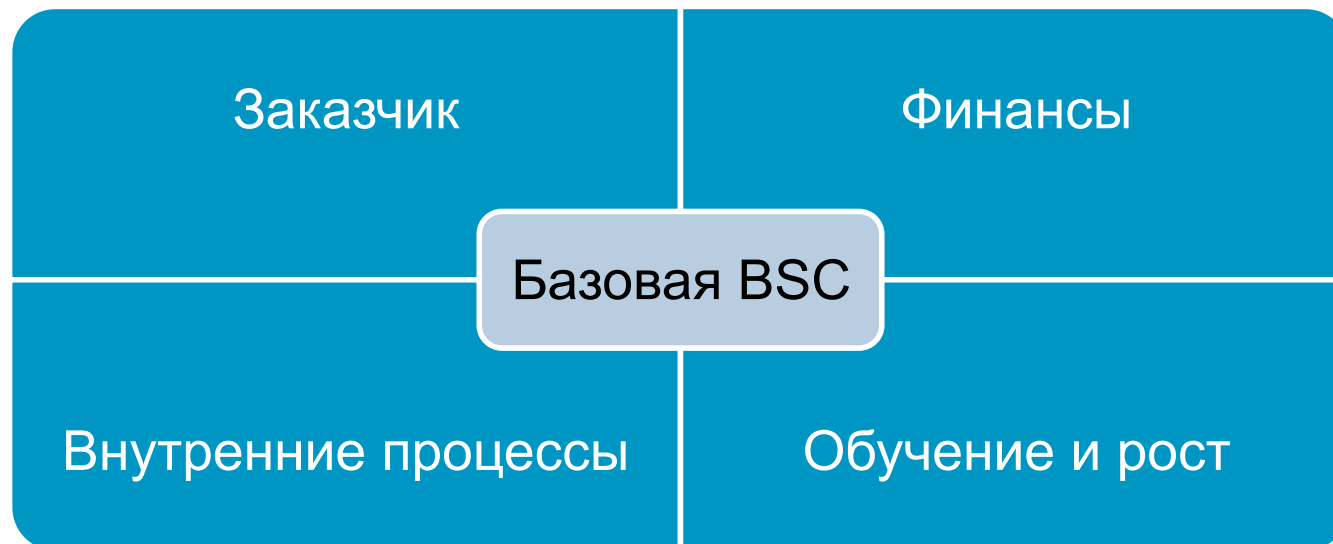 Заказчик
Финансы
Базовая BSC
Внутренние процессы
Обучение и рост